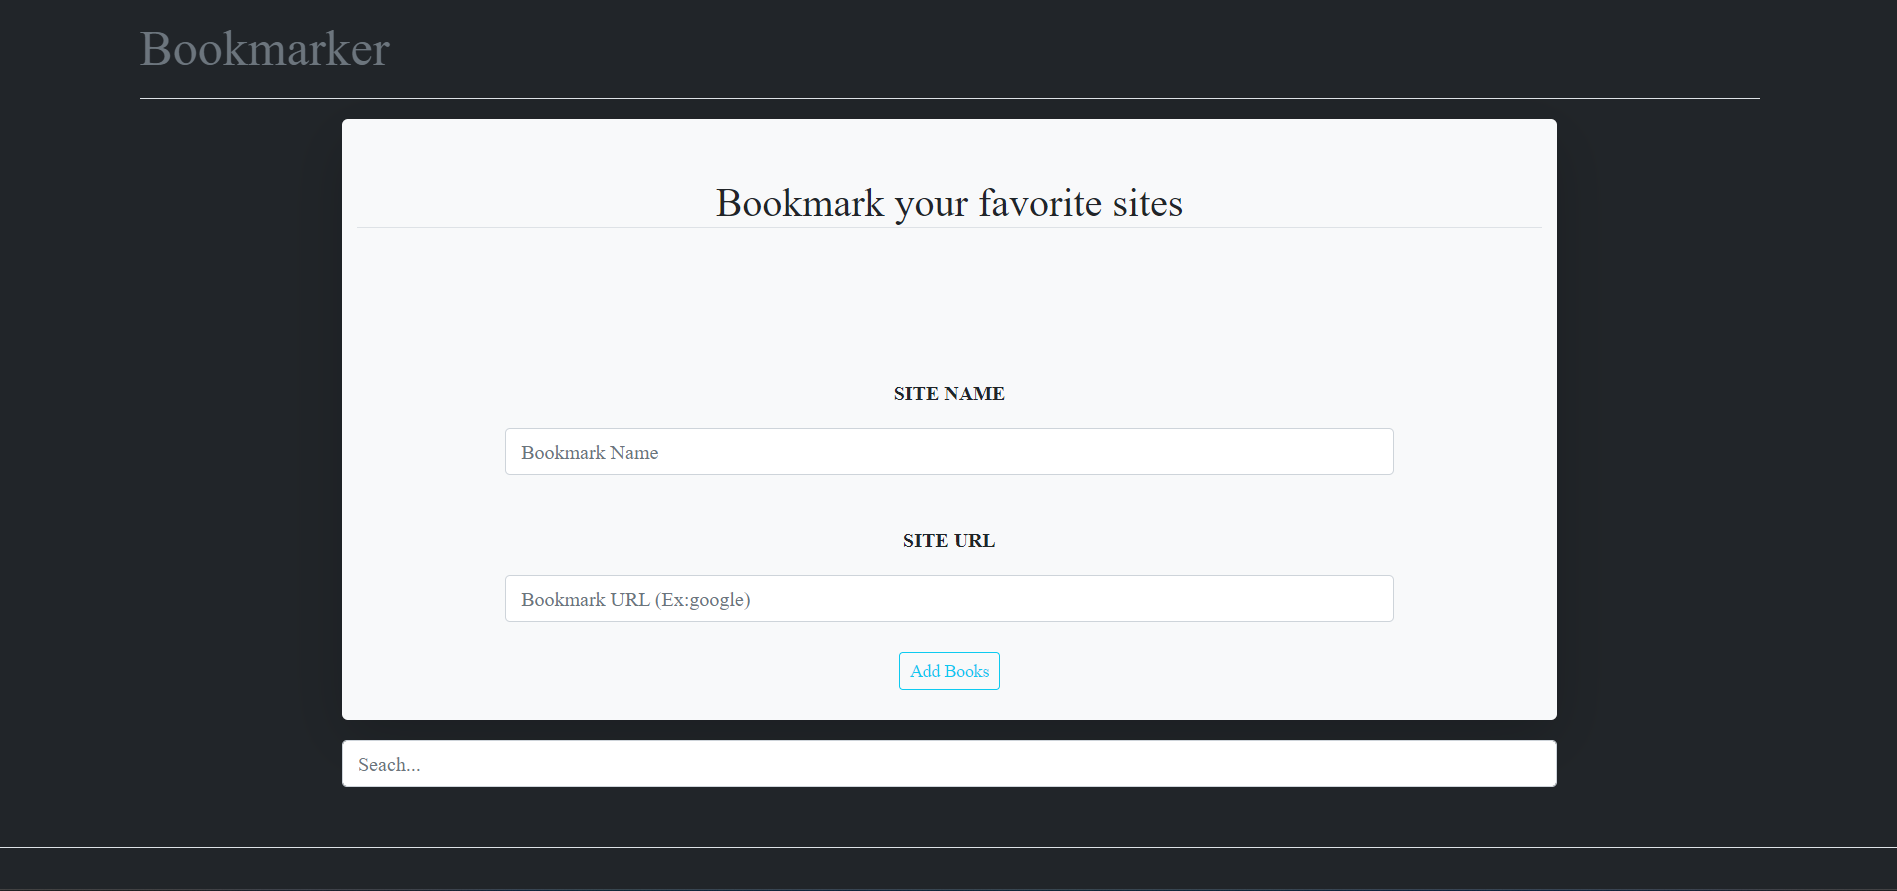 Bookmarker
Bookmark your favorite sites
SITE NAME
Bookmark Name
SITE URL
Bookmark URL (Ex:google)
Add Books
Seach...